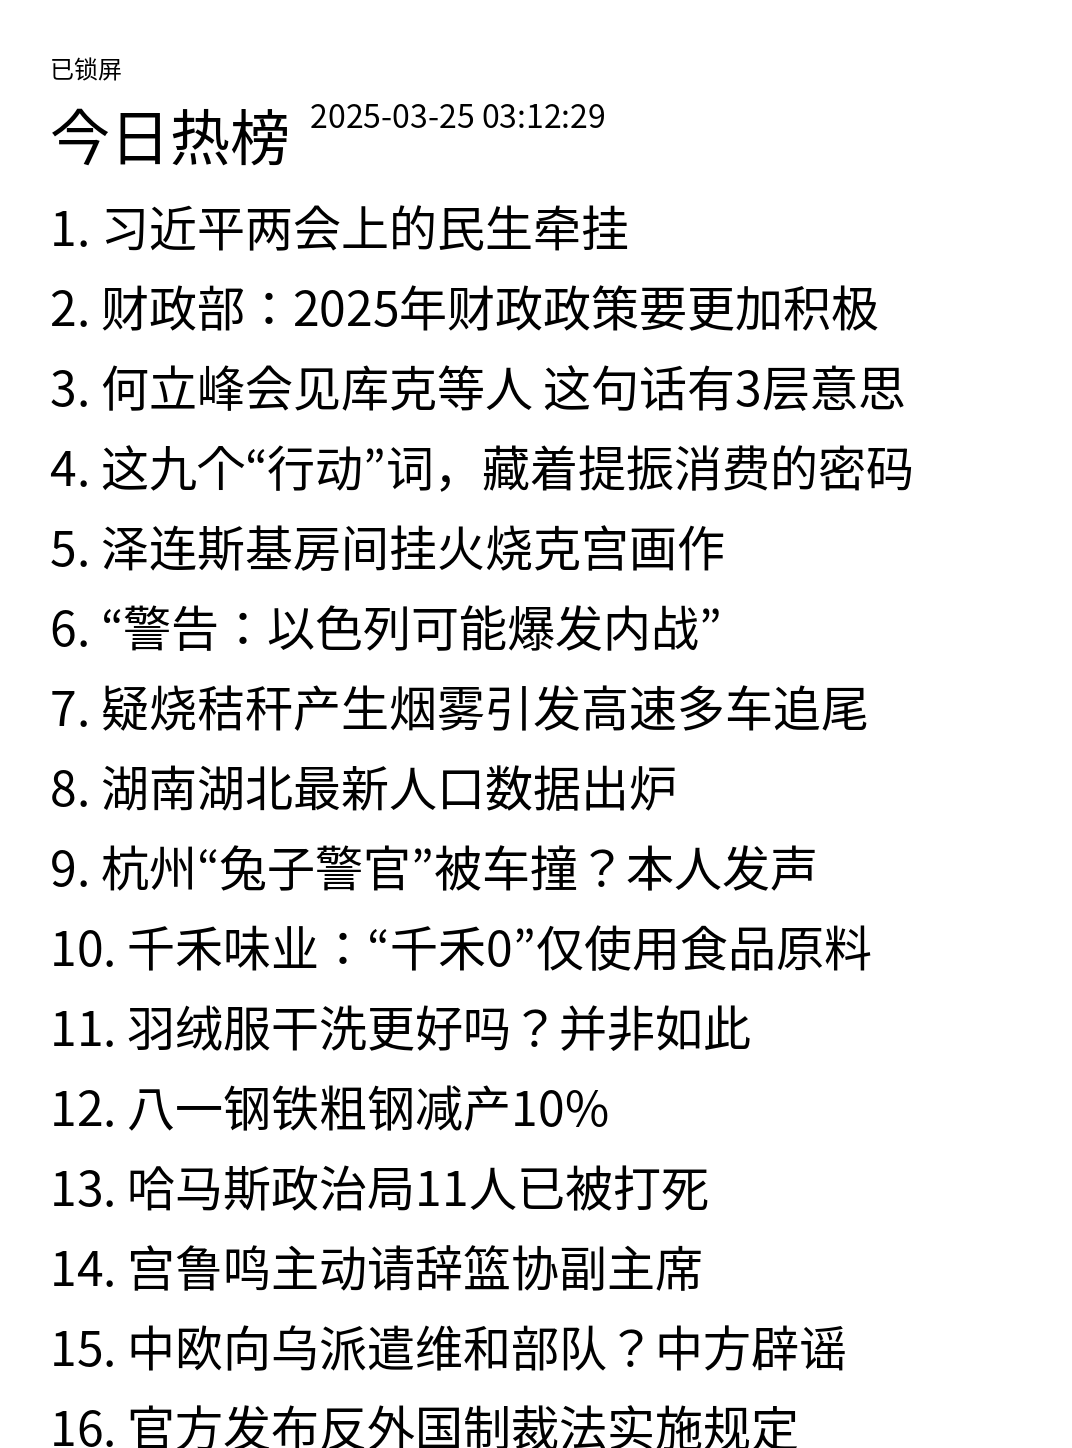 已锁屏
今日热榜 2025-03-25 03:12:29
1. 习近平两会上的民生牵挂
2. 财政部：2025年财政政策要更加积极
3. 何立峰会见库克等人 这句话有3层意思
4. 这九个“行动”词，藏着提振消费的密码
5. 泽连斯基房间挂火烧克宫画作
6. “警告：以色列可能爆发内战”
7. 疑烧秸秆产生烟雾引发高速多车追尾
8. 湖南湖北最新人口数据出炉
9. 杭州“兔子警官”被车撞？本人发声
10. 千禾味业：“千禾0”仅使用食品原料
11. 羽绒服干洗更好吗？并非如此
12. 八一钢铁粗钢减产10%
13. 哈马斯政治局11人已被打死
14. 宫鲁鸣主动请辞篮协副主席
15. 中欧向乌派遣维和部队？中方辟谣
16. 官方发布反外国制裁法实施规定